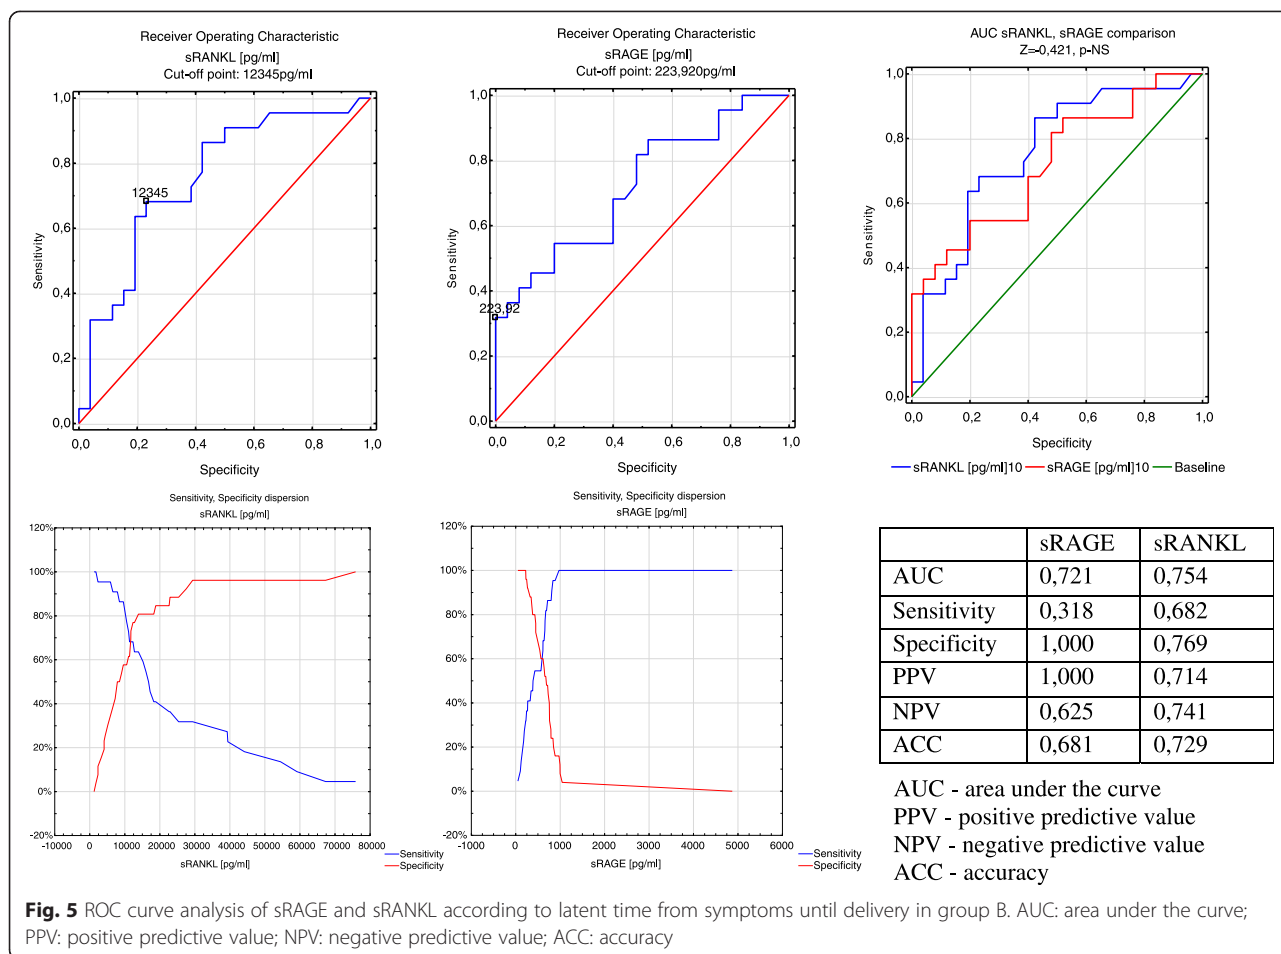 Receiver Operating Characteristic
sRANKL [pg/ml]
Cut-off point: 12345pg/ml
1,0
0,8
0,6
0,4
0,2
0,0
Sensitivity
12345
0,0 0,2 0,4 0,6 0,8 1,0
Specificity
Receiver Operating Characteristic
sRAGE [pg/ml]
Cut-off point: 223,920pg/ml
1,0
0,8
0,6
0,4
0,2
0,0
Sensitivity
223,92
0,0 0,2 0,4 0,6 0,8 1,0
Specificity
AUC sRANKL, sRAGE comparison
Z=-0,421, p-NS
1,0
0,8
0,6
0,4
0,2
0,0
Sensitivity
0,0 0,2 0,4 0,6 0,8 1,0
Specificity
sRANKL [pg/ml]10 sRAGE [pg/ml]10 Baseline
Sensitivity, Specificity dispersion
sRANKL [pg/ml]
120%
100%
80%
60%
40%
20%
0%
-20%
-10000 0 10000 20000 30000 40000 50000 60000 70000 80000
sRANKL [pg/ml]
Sensitivity
Specificity
Sensitivity, Specificity dispersion
sRAGE [pg/ml]
120%
100%
80%
60%
40%
20%
0%
-20%
-1000 0 1000 2000 3000 4000 5000 6000
sRAGE [pg/ml]
Sensitivity
Specificity
sRAGE sRANKL
AUC 0,721 0,754
Sensitivity 0,318 0,682
Specificity 1,000 0,769
PPV 1,000 0,714
NPV 0,625 0,741
ACC 0,681 0,729
AUC - area under the curve
PPV - positive predictive value
NPV - negative predictive value
ACC - accuracy
Fig. 5 ROC curve analysis of sRAGE and sRANKL according to latent time from symptoms until delivery in group B. AUC: area under the curve;
PPV: positive predictive value; NPV: negative predictive value; ACC: accuracy